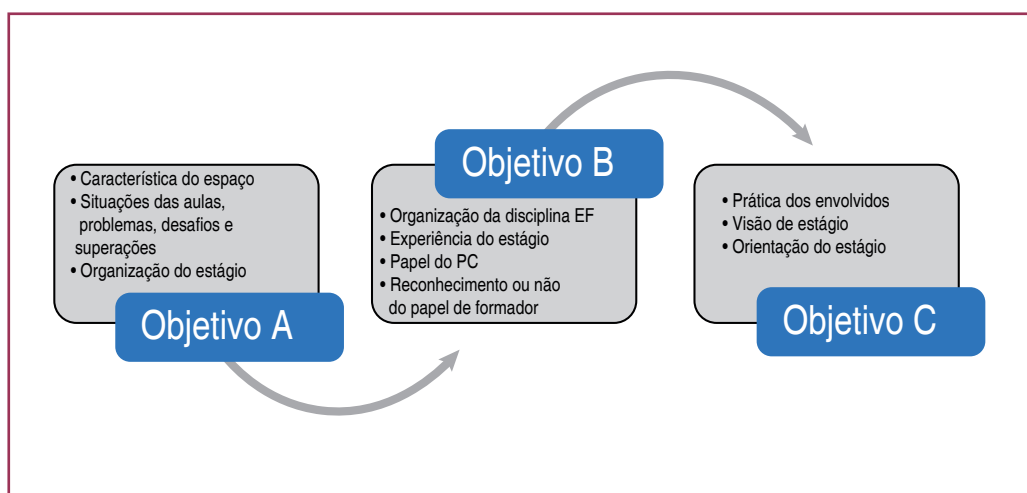 • Característica do espaço
• Situações das aulas,
problemas, desafios e
superações
• Organização do estágio
Objetivo A
Objetivo B
• Organização da disciplina EF
• Experiência do estágio
• Papel do PC
• Reconhecimento ou não
do papel de formador
• Prática dos envolvidos
• Visão de estágio
• Orientação do estágio
Objetivo C